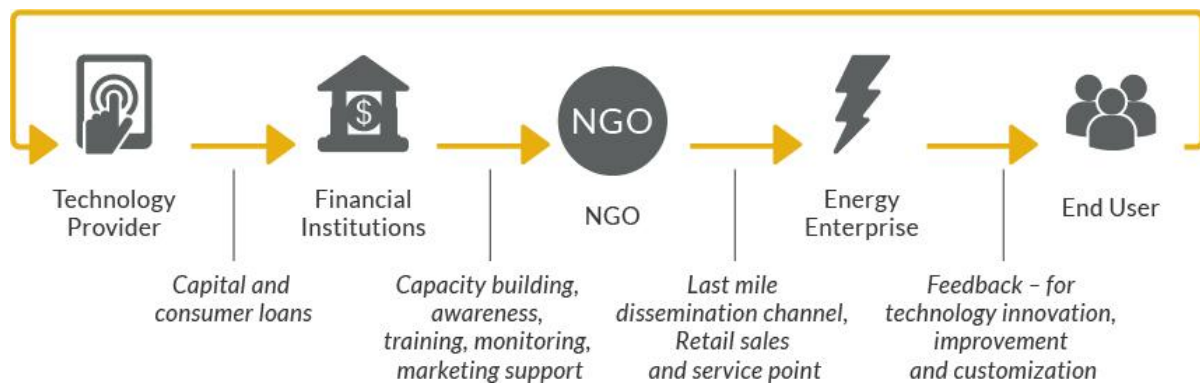 $
NGO
Technology
Provider
Financial
Institutions
NGO
Energy
Enterprise
End User
Capital and
consumer loans
Capacity building,
awareness,
training, monitoring,
marketing support
Last mile
dissemination channel,
Retail sales
and service point
Feedback – for
technology innovation,
improvement
and customization